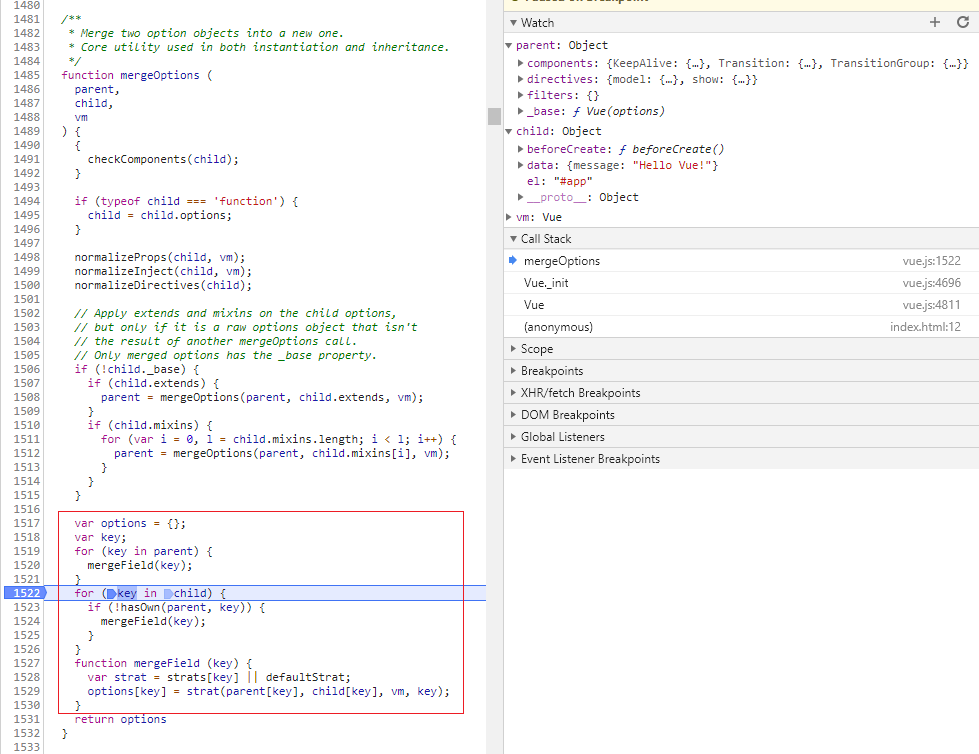 1480
1481 /**
1482  * Merge two option objects into a new one.
1483  * Core utility used in both instantiation and inheritance.
1484  */
1485 function mergeOptions (
1486   parent,
1487   child,
1488   vm
1489 ) {
1490   {
1491     checkComponents(child);
1492   }
1493
1494   if (typeof child === 'function') {
1495     child = child.options;
1496   }
1497
1498   normalizeProps(child, vm);
1499   normalizeInject(child, vm);
1500   normalizeDirectives(child);
1501
1502   // Apply extends and mixins on the child options,
1503   // but only if it is a raw options object that isn't
1504   // the result of another mergeOptions call.
1505   // Only merged options has the _base property.
1506   if (!child._base) {
1507     if (child.extends) {
1508       parent = mergeOptions(parent, child.extends, vm);
1509     }
1510     if (child.mixins) {
1511       for (var i = 0, l = child.mixins.length; i < l; i++) {
1512         parent = mergeOptions(parent, child.mixins[i], vm);
1513       }
1514     }
1515   }
1516
1517   var options = {};
1518   var key;
1519   for (key in parent) {
1520     mergeField(key);
1521   }
1522   for (key in child) {
1523     if (!hasOwn(parent, key)) {
1524       mergeField(key);
1525     }
1526   }
1527   function mergeField (key) {
1528     var strat = strats[key] || defaultStrat;
1529     options[key] = strat(parent[key], child[key], vm, key);
1530   }
1531   return options
1532 }
1533
Watch
parent: Object
components: {KeepAlive: {…}, Transition: {…}, TransitionGroup: {…}}
directives: {model: {…}, show: {…}}
filters: {}
_base: ƒ Vue(options)
child: Object
beforeCreate: ƒ beforeCreate()
data: {message: "Hello Vue!"}
el: "#app"
__proto__: Object
vm: Vue
Call Stack
mergeOptions vue.js:1522
Vue._init vue.js:4696
Vue vue.js:4811
(anonymous) index.html:12
Scope
Breakpoints
XHR/fetch Breakpoints
DOM Breakpoints
Global Listeners
Event Listener Breakpoints